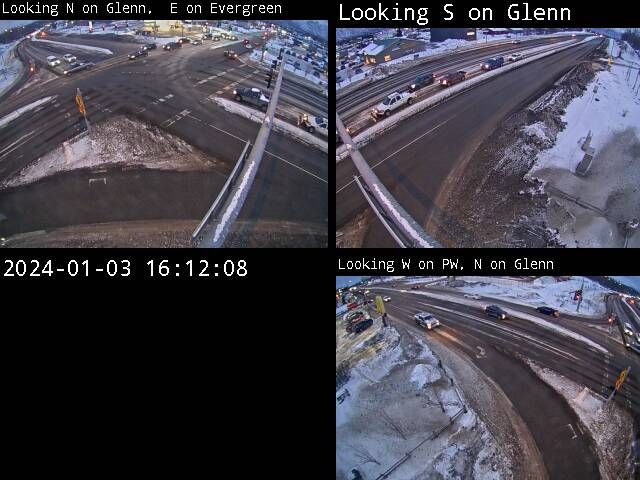 Looking N on Glenn,  E on Evergreen
Looking S on Glenn
2024-01-03 16:12:08
Looking W on PW, N on Glenn